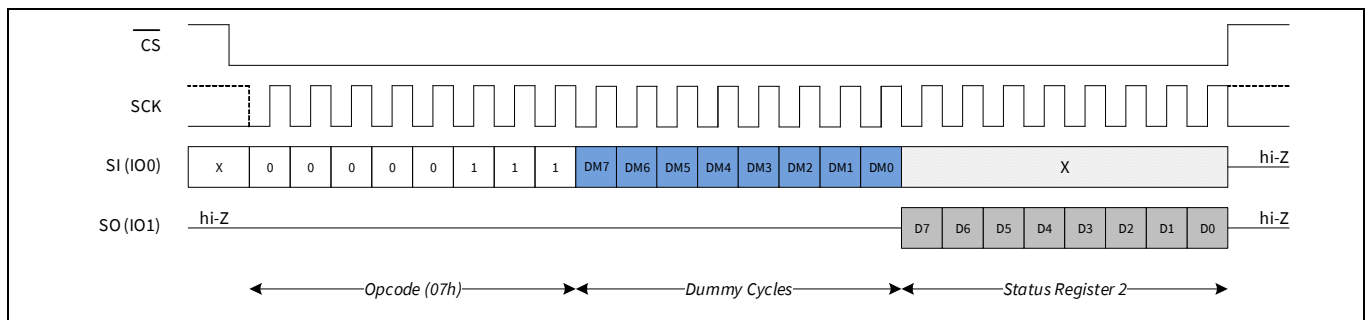 CS
SCK
SI (IO0) X 0 0 0 0 0 1 1 1 DM7 DM6 DM5 DM4 DM3 DM2 DM1 DM0 X hi-Z
SO (IO1) hi-Z D7 D6 D5 D4 D3 D2 D1 D0 hi-Z
Opcode (07h) Dummy Cycles Status Register 2